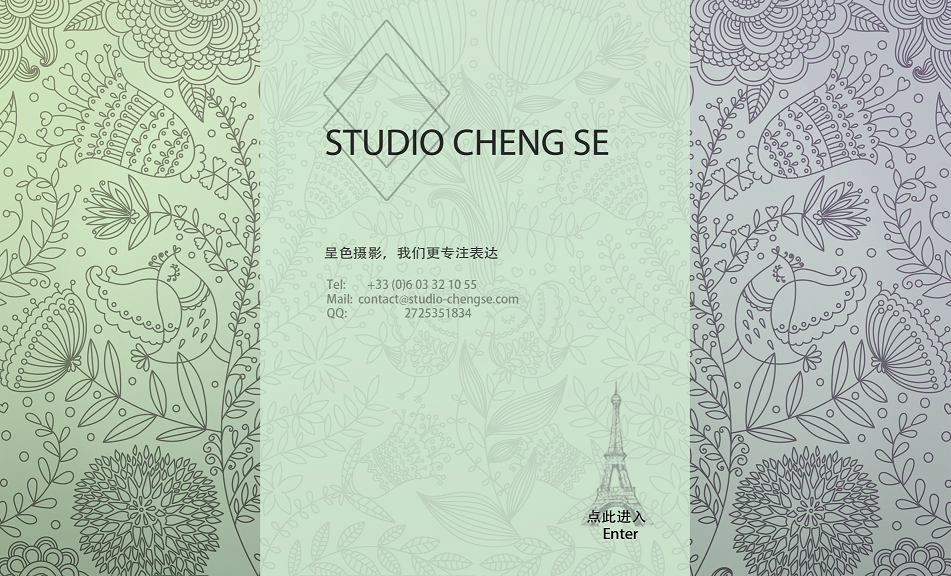 STUDIO CHENG SE
呈色摄影，我们更专注表达
Tel: +33 (0)6 03 32 10 55
Mail: contact@studio-chengse.com
QQ: 2725351834
点此进入
Enter